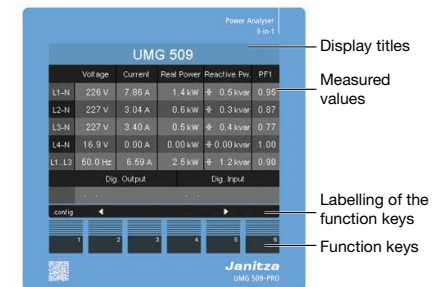 Power Analyser
3-in-1
UMG 509
Display titles
Voltage Current Real Power Reactive Pw. PF1
Measured values
L1-N 226 V 7.86 A 1.4 kW 0.5 kvar 0.95
L2-N 227 V 3.04 A 0.6 kW 0.3 kvar 0.87
L3-N 227 V 3.40 A 0.5 kW 0.4 kvar 0.77
L4-N 16.9 V 0.00 A 0.00 kW 0.00 kvar 1.00
L1..L3 50.0 Hz 6.59 A 2.5 kW 1.2 kvar 0.90
Dig. Output Dig. Input
config ◄ ►
Labelling of the function keys
1 2 3 4 5 6
Function keys
Janitza
UMG 509-PRO